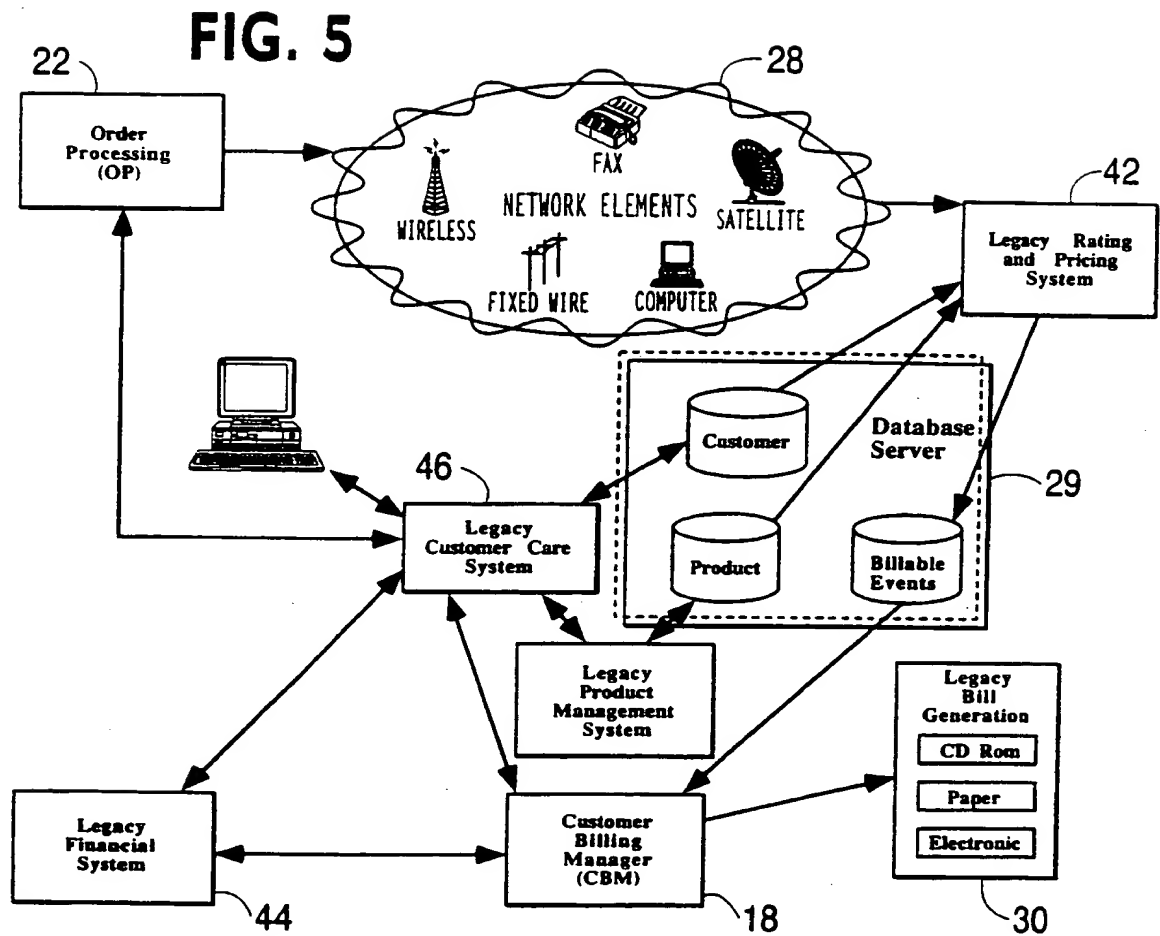 FIG. 5
22
28
Order
Processing
(OP)
FAX
WIRELESS
NETWORK ELEMENTS
SATELLITE
FIXED WIRE
COMPUTER
42
Legacy Rating
and Pricing
System
Customer
Database
Server
29
46
Legacy
Customer Care
System
Product
Billable
Events
Legacy
Product
Management
System
Legacy
Bill
Generation
CD Rom
Paper
Electronic
30
Legacy
Financial
System
44
Customer
Billing
Manager
(CBM)
18